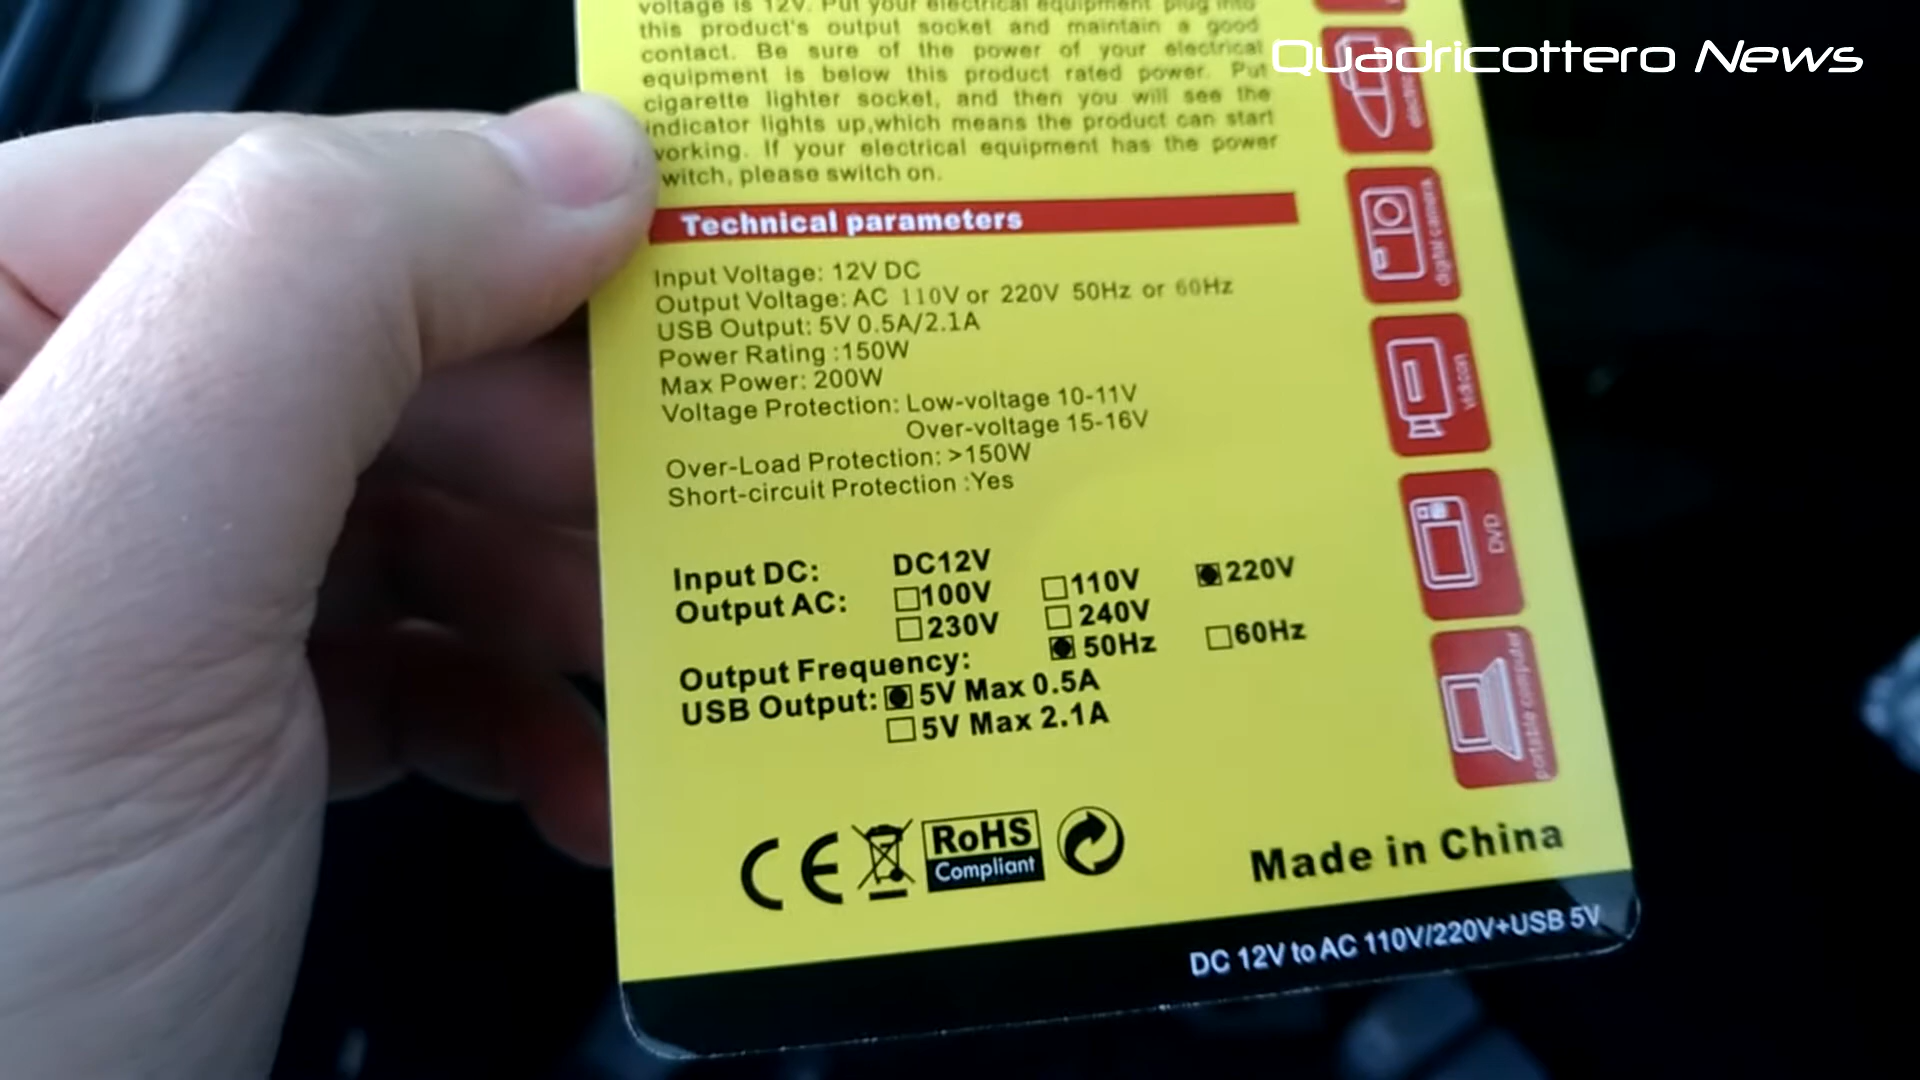 Quadricottero News
voltage is 12V. Put your electrical equipment plug into
this product's output socket and maintain a good
contact. Be sure of the power of your electrical
equipment is below this product rated power. Put
cigarette lighter socket, and then you will see the
indicator lights up,which means the product can start
working. If your electrical equipment has the power
witch, please switch on.
Technical parameters
Input Voltage: 12V DC
Output Voltage: AC 110V or 220V 50Hz or 60Hz
USB Output: 5V 0.5A/2.1A
Power Rating :150W
Max Power: 200W
Voltage Protection: Low-voltage 10-11V
Over-voltage 15-16V
Over-Load Protection: >150W
Short-circuit Protection :Yes
Input DC: DC12V
Output AC: 100V 110V 220V
230V 240V
Output Frequency: 50Hz 60Hz
USB Output: 5V Max 0.5A
5V Max 2.1A
CE RoHS
Compliant
Made in China
DC 12V to AC 110V/220V+USB 5V
digital camera
DVD
portable computer